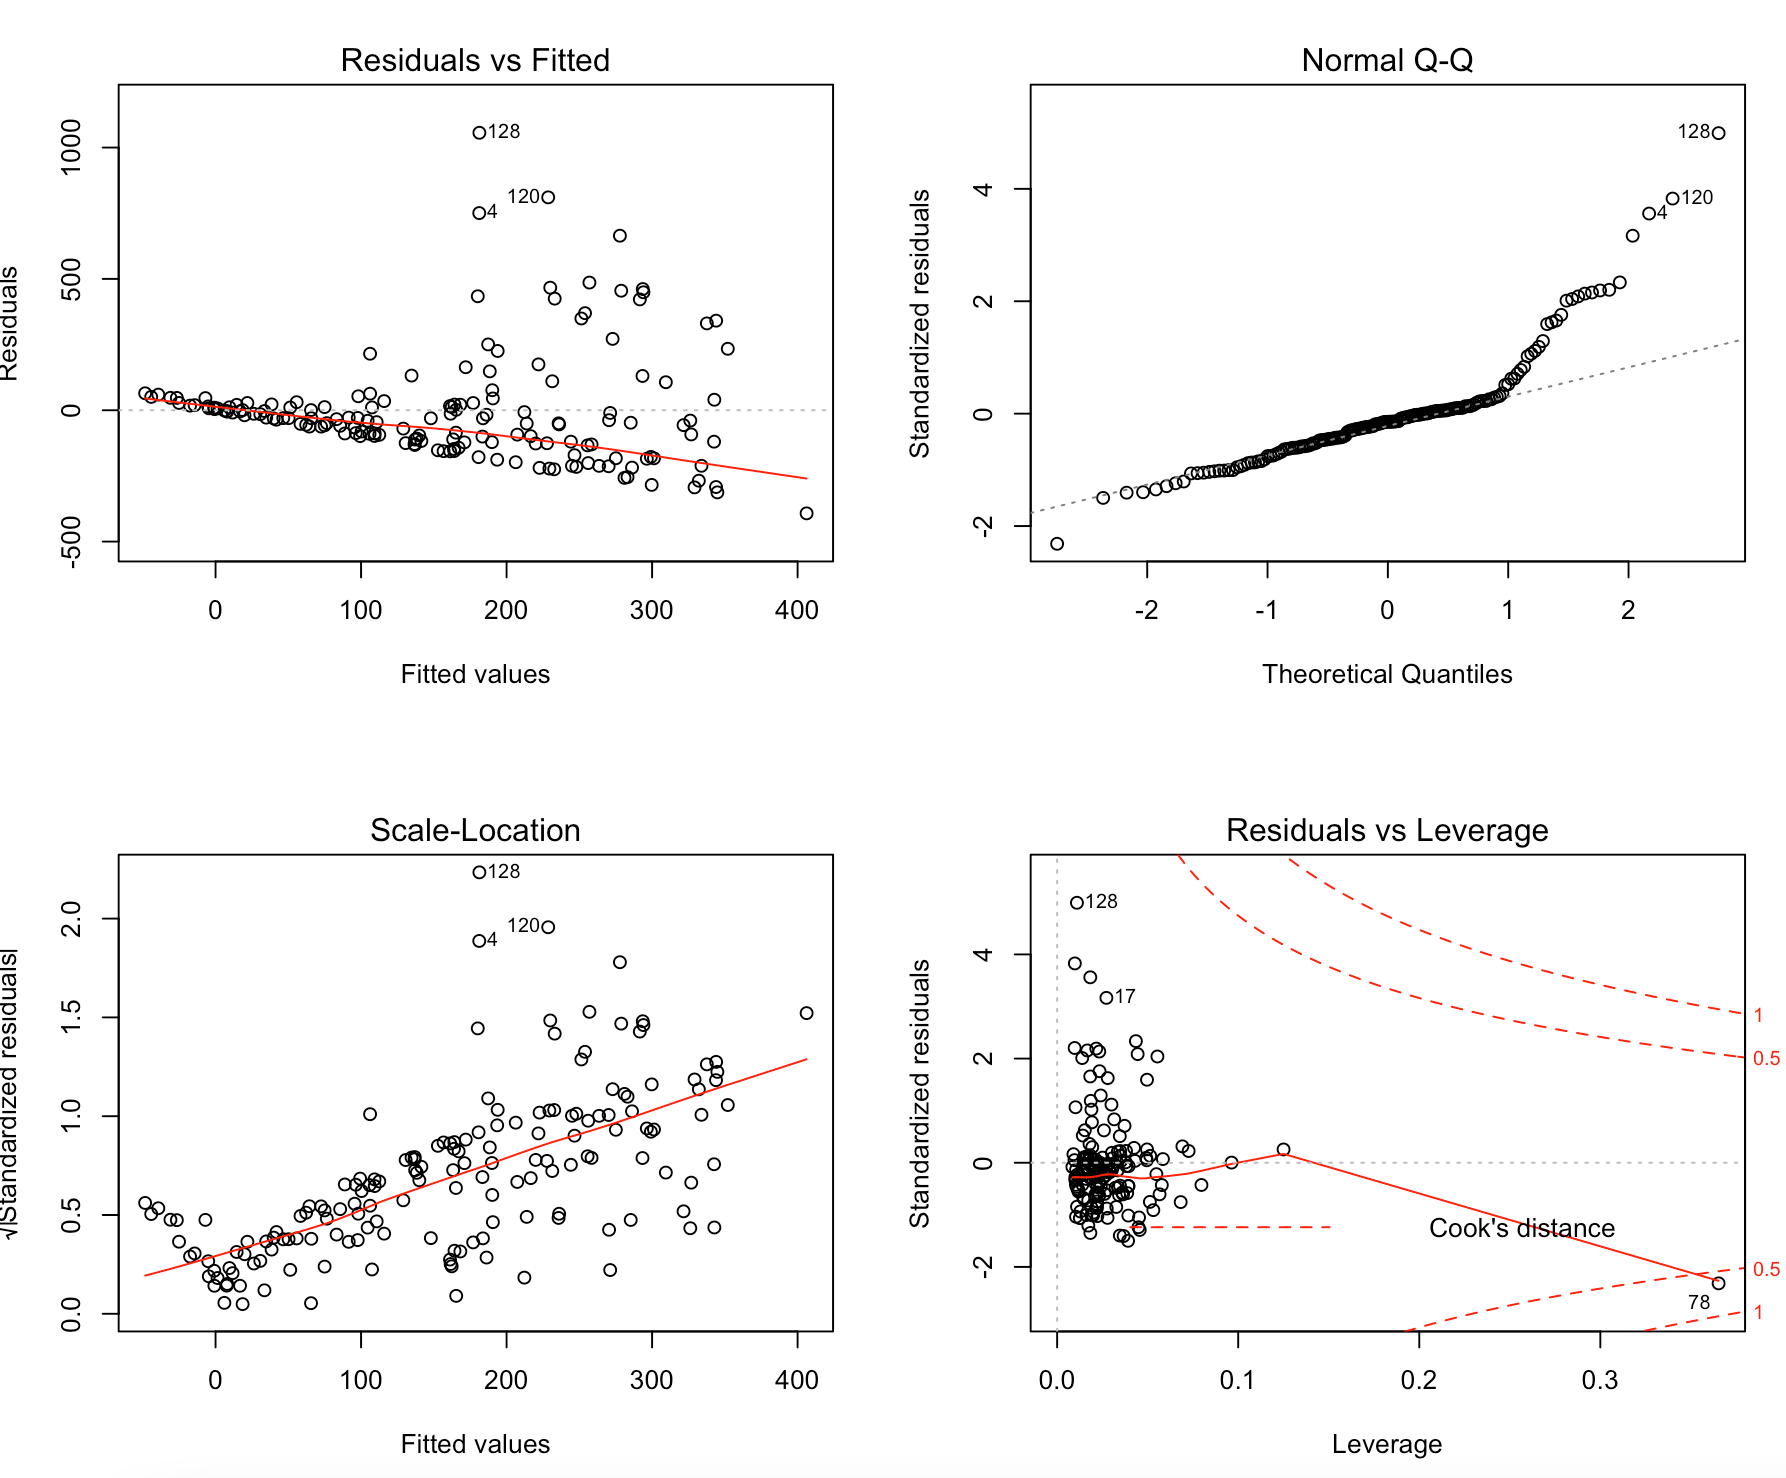 Residuals vs Fitted
Residuals
1000
500
0
-500
128
120
4
0 100 200 300 400
Fitted values
Normal Q-Q
Standardized residuals
4
2
0
-2
128
120
4
-2 -1 0 1 2
Theoretical Quantiles
Scale-Location
√|Standardized residuals|
2.0
1.5
1.0
0.5
0.0
128
120
4
0 100 200 300 400
Fitted values
Residuals vs Leverage
Standardized residuals
4
2
0
-2
128
17
1
0.5
Cook's distance
0.5
78
1
0.0 0.1 0.2 0.3
Leverage